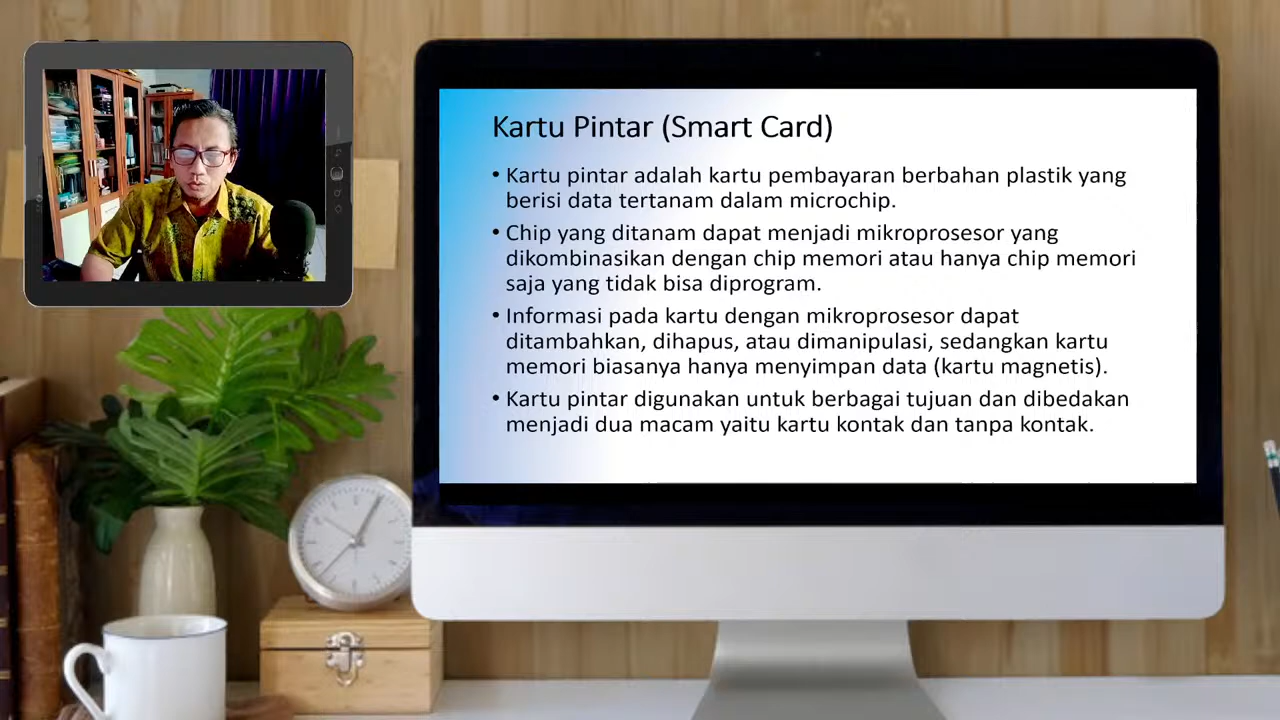 Kartu Pintar (Smart Card)
• Kartu pintar adalah kartu pembayaran berbahan plastik yang
berisi data tertanam dalam microchip.
• Chip yang ditanam dapat menjadi mikroprosesor yang
dikombinasikan dengan chip memori atau hanya chip memori
saja yang tidak bisa diprogram.
• Informasi pada kartu dengan mikroprosesor dapat
ditambahkan, dihapus, atau dimanipulasi, sedangkan kartu
memori biasanya hanya menyimpan data (kartu magnetis).
• Kartu pintar digunakan untuk berbagai tujuan dan dibedakan
menjadi dua macam yaitu kartu kontak dan tanpa kontak.